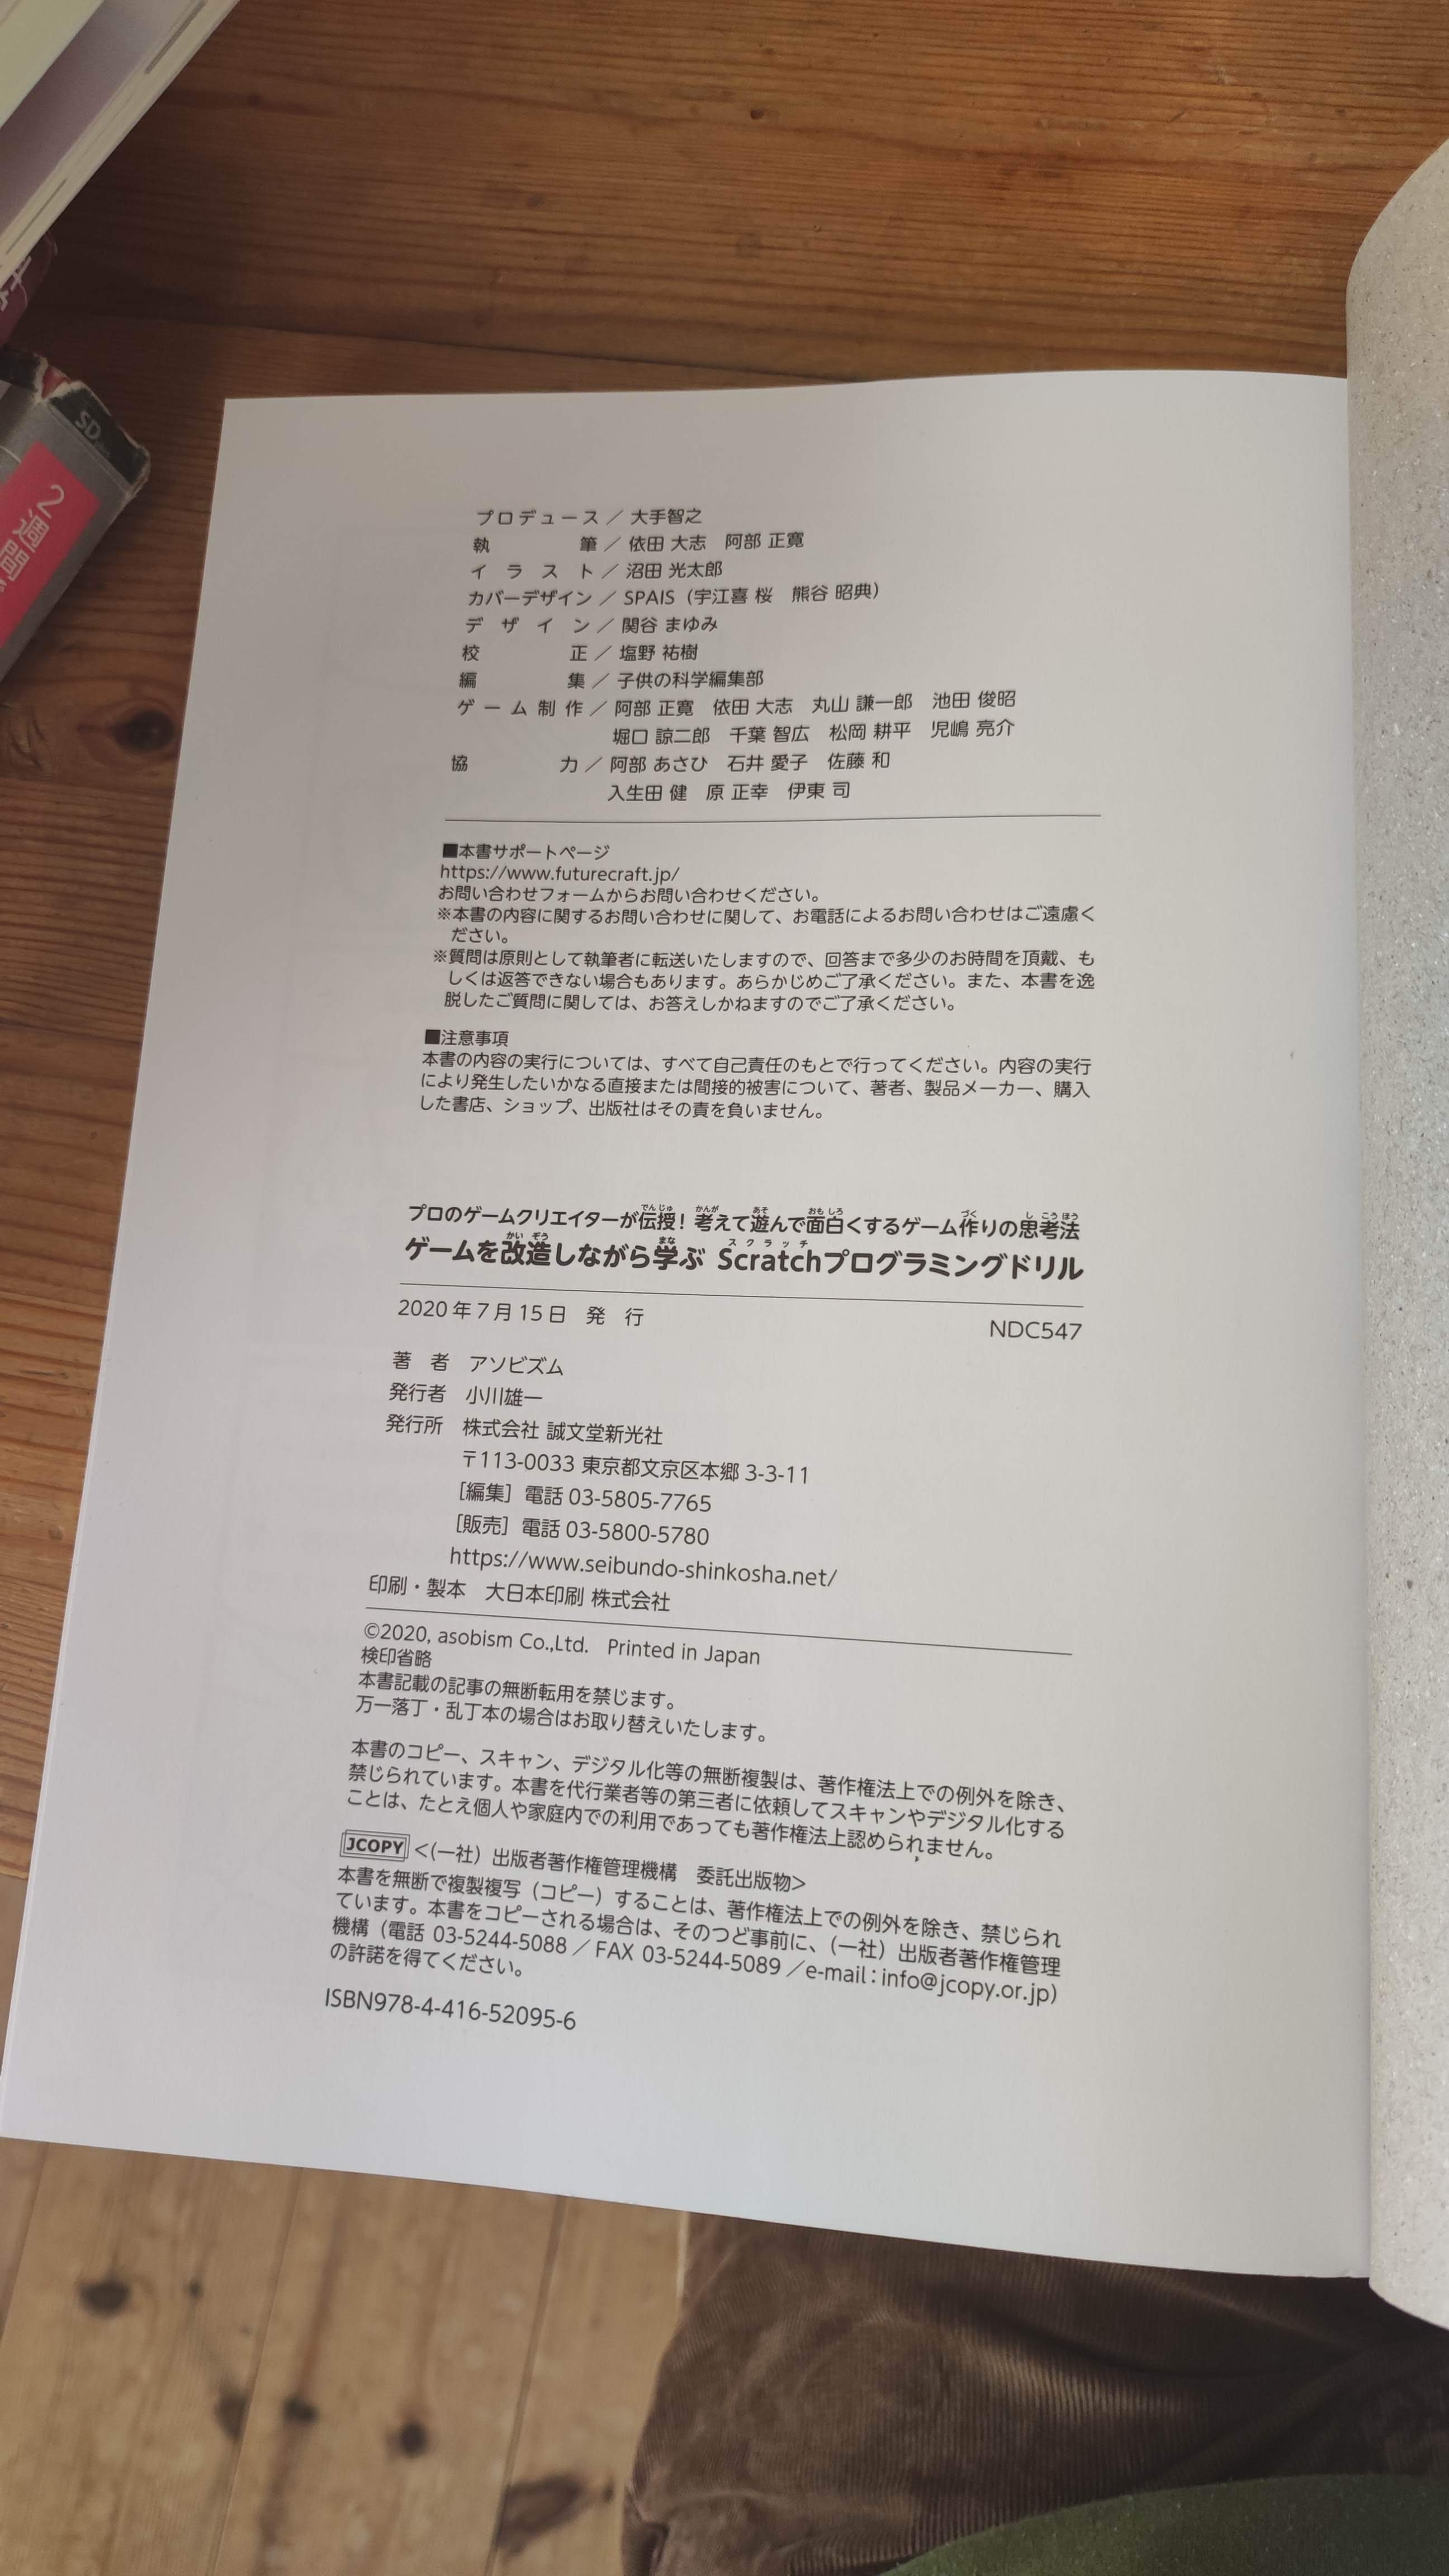 SD
2週間
プロデュース／大手智之
執筆／依田 大志 阿部 正寛
イラスト／沼田 光太郎
カバーデザイン／SPAIS（宇江喜 桜 熊谷 昭典）
デザイン／関谷 まゆみ
校正／塩野 祐樹
編集／子供の科学編集部
ゲーム制作／阿部 正寛 依田 大志 丸山 謙一郎 池田 俊昭
堀口 諒二郎 千葉 智広 松岡 耕平 児嶋 亮介
協力／阿部 あさひ 石井 愛子 佐藤 和
入生田 健 原 正幸 伊東 司
■本書サポートページ
https://www.futurecraft.jp/
お問い合わせフォームからお問い合わせください。
※本書の内容に関するお問い合わせに関して、お電話によるお問い合わせはご遠慮く
ださい。
※質問は原則として執筆者に転送いたしますので、回答まで多少のお時間を頂戴、も
しくは返答できない場合もあります。あらかじめご了承ください。また、本書を逸
脱したご質問に関しては、お答えしかねますのでご了承ください。
■注意事項
本書の内容の実行については、すべて自己責任のもとで行ってください。内容の実行
により発生したいかなる直接または間接的被害について、著者、製品メーカー、購入
した書店、ショップ、出版社はその責を負いません。
プロのゲームクリエイターが伝授！考えて遊んで面白くするゲーム作りの思考法
ゲームを改造しながら学ぶ Scratchプログラミングドリル
2020年7月15日 発 行 NDC547
著 者 アソビズム
発行者 小川雄一
発行所 株式会社 誠文堂新光社
〒113-0033 東京都文京区本郷 3-3-11
［編集］電話 03-5805-7765
［販売］電話 03-5800-5780
https://www.seibundo-shinkosha.net/
印刷・製本 大日本印刷 株式会社
©2020, asobism Co.,Ltd. Printed in Japan
検印省略
本書記載の記事の無断転用を禁じます。
万一落丁・乱丁本の場合はお取り替えいたします。
本書のコピー、スキャン、デジタル化等の無断複製は、著作権法上での例外を除き、
禁じられています。本書を代行業者等の第三者に依頼してスキャンやデジタル化する
ことは、たとえ個人や家庭内での利用であっても著作権法上認められません。
JCOPY ＜（一社）出版者著作権管理機構 委託出版物＞
本書を無断で複製複写（コピー）することは、著作権法上での例外を除き、禁じられ
ています。本書をコピーされる場合は、そのつど事前に、（一社）出版者著作権管理
機構（電話 03-5244-5088／FAX 03-5244-5089／e-mail：info@jcopy.or.jp）
の許諾を得てください。
ISBN978-4-416-52095-6